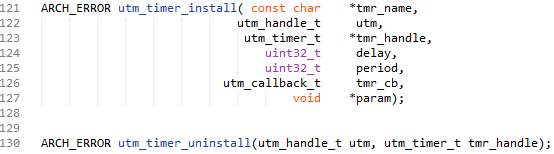 121 ARCH_ERROR utm_timer_install( const char *tmr_name,
122 utm_handle_t utm,
123 utm_timer_t *tmr_handle,
124 uint32_t delay,
125 uint32_t period,
126 utm_callback_t tmr_cb,
127 void *param);
128
129
130 ARCH_ERROR utm_timer_uninstall(utm_handle_t utm, utm_timer_t tmr_handle);